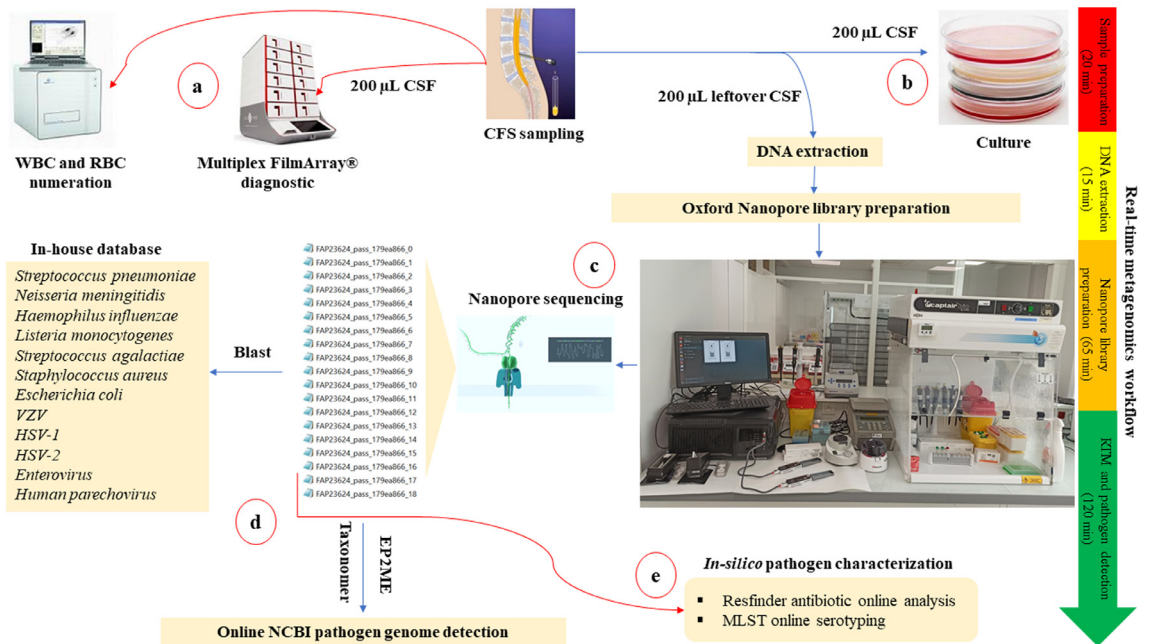 a
200 µL CSF
200 µL CSF
b
200 µL leftover CSF
CFS sampling
Culture
WBC and RBC
numeration
Multiplex FilmArray®
diagnostic
DNA extraction
Oxford Nanopore library preparation
In-house database
Streptococcus pneumoniae
Neisseria meningitidis
Haemophilus influenzae
Listeria monocytogenes
Streptococcus agalactiae
Staphylococcus aureus
Escherichia coli
VZV
HSV-1
HSV-2
Enterovirus
Human parechovirus
Blast
FAP23624_pass_179ea866_0
FAP23624_pass_179ea866_1
FAP23624_pass_179ea866_2
FAP23624_pass_179ea866_3
FAP23624_pass_179ea866_4
FAP23624_pass_179ea866_5
FAP23624_pass_179ea866_6
FAP23624_pass_179ea866_7
FAP23624_pass_179ea866_8
FAP23624_pass_179ea866_9
FAP23624_pass_179ea866_10
FAP23624_pass_179ea866_11
FAP23624_pass_179ea866_12
FAP23624_pass_179ea866_13
FAP23624_pass_179ea866_14
FAP23624_pass_179ea866_15
FAP23624_pass_179ea866_16
FAP23624_pass_179ea866_17
FAP23624_pass_179ea866_18
c
Nanopore sequencing
captair
d
Taxonomer
EP2ME
Online NCBI pathogen genome detection
e
In-silico pathogen characterization
▪ Resfinder antibiotic online analysis
▪ MLST online serotyping
Sample preparation
(20 min)
DNA extraction
(15 min)
Nanopore library
preparation (65 min)
RTM and pathogen detection
(120 min)
Real-time metagenomics workflow